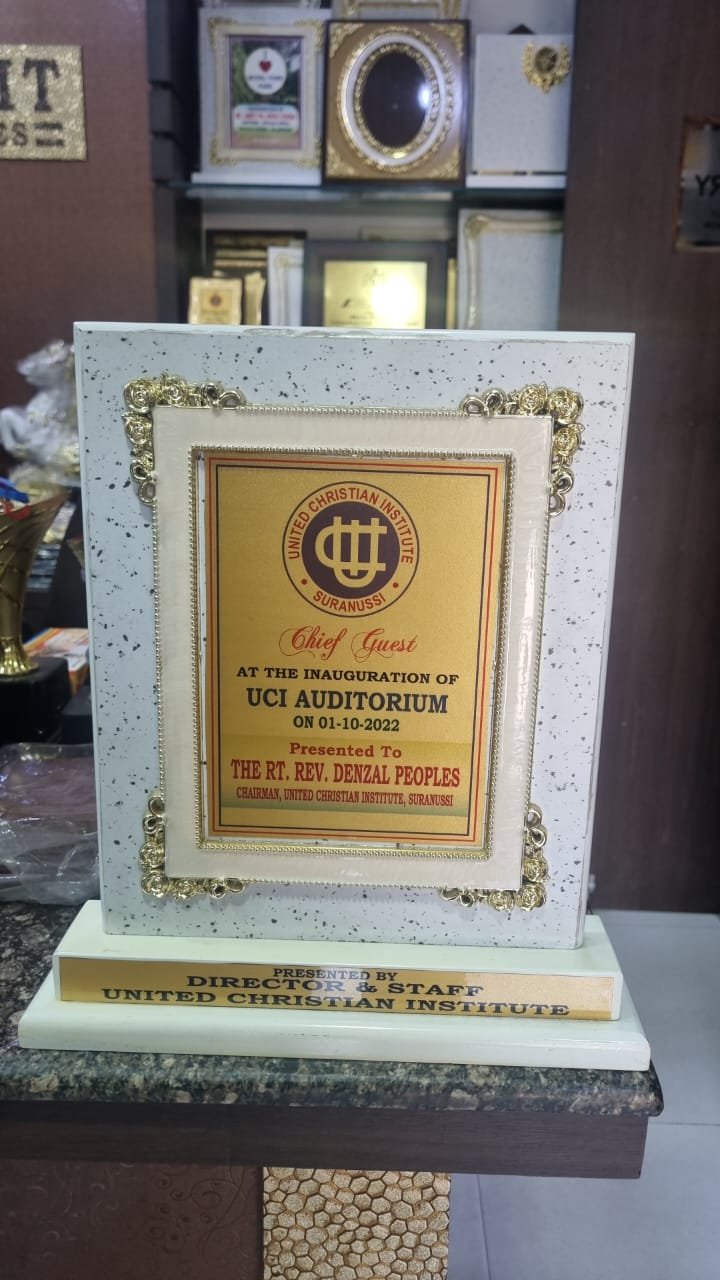 UNITED CHRISTIAN INSTITUTE
SURANUSSI
Chief Guest
AT THE INAUGURATION OF
UCI AUDITORIUM
ON 01-10-2022
Presented To
THE RT. REV. DENZAL PEOPLES
CHAIRMAN, UNITED CHRISTIAN INSTITUTE, SURANUSSI
PRESENTED BY
DIRECTOR & STAFF
UNITED CHRISTIAN INSTITUTE